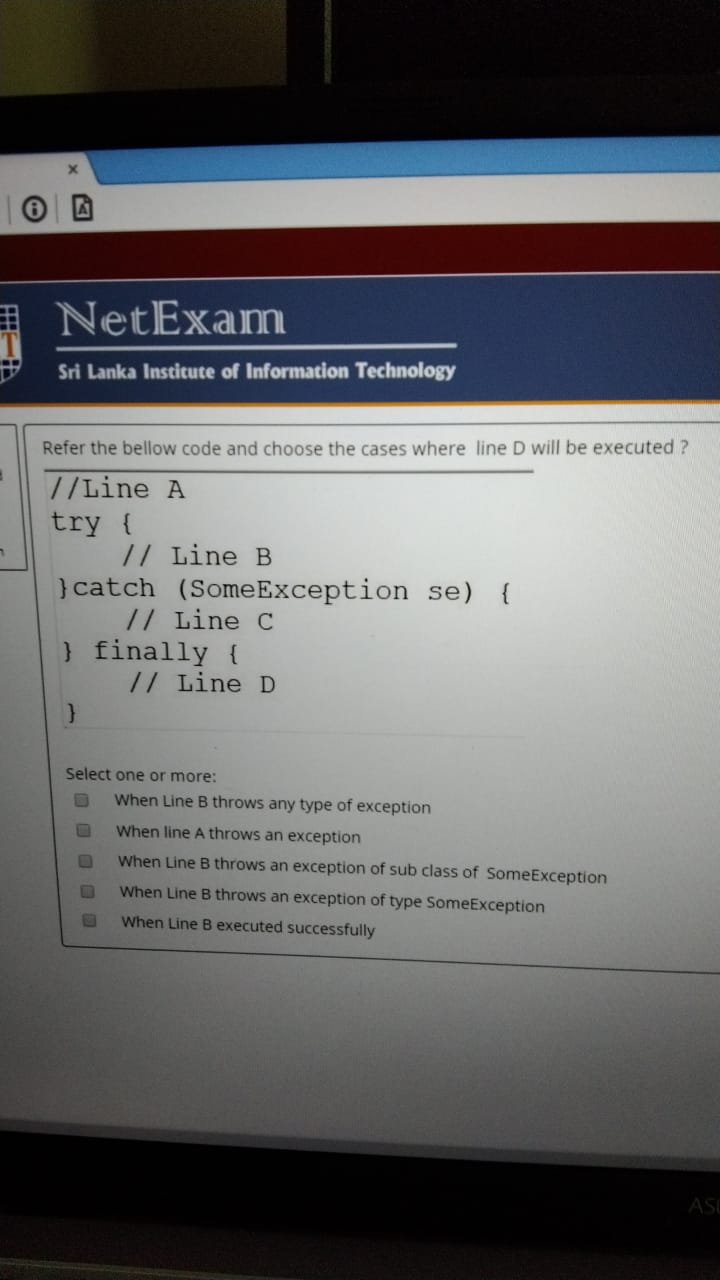 ×
NetExam
T
Sri Lanka Institute of Information Technology
Refer the bellow code and choose the cases where line D will be executed ?
//Line A
try {
// Line B
}catch (SomeException se) {
// Line C
} finally {
// Line D
}
Select one or more:
When Line B throws any type of exception
When line A throws an exception
When Line B throws an exception of sub class of SomeException
When Line B throws an exception of type SomeException
When Line B executed successfully